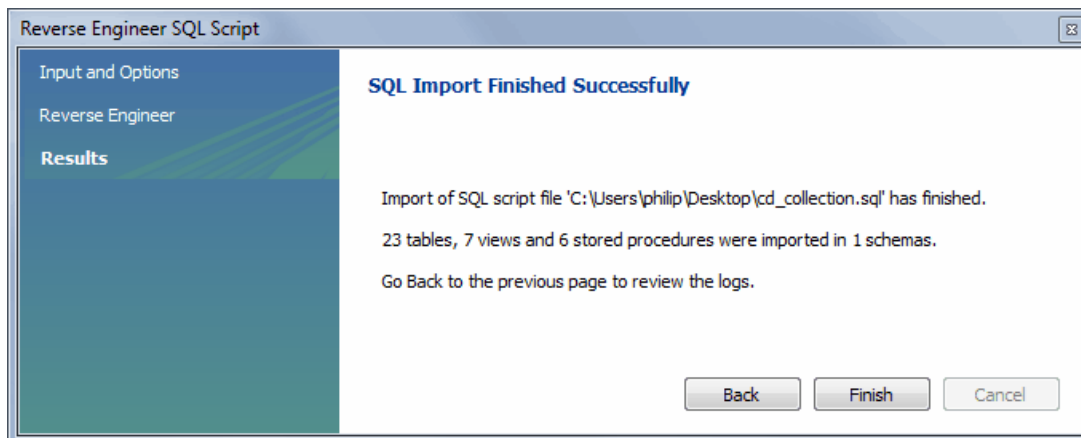 Reverse Engineer SQL Script
Input and Options
Reverse Engineer
Results
SQL Import Finished Successfully
Import of SQL script file 'C:\Users\philip\Desktop\cd_collection.sql' has finished.
23 tables, 7 views and 6 stored procedures were imported in 1 schemas.
Go Back to the previous page to review the logs.
Back Finish Cancel